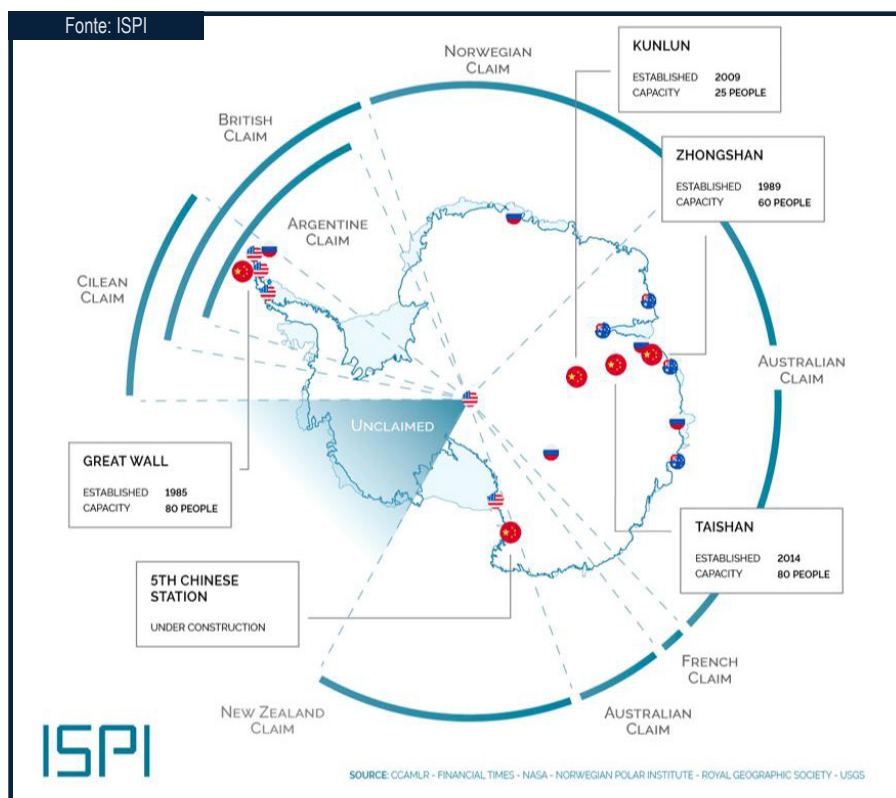 Fonte: ISPI
NORWEGIAN
CLAIM
KUNLUN
ESTABLISHED 2009
CAPACITY 25 PEOPLE
BRITISH
CLAIM
ZHONGSHAN
ESTABLISHED 1989
CAPACITY 60 PEOPLE
ARGENTINE
CLAIM
CILEAN
CLAIM
AUSTRALIAN
CLAIM
UNCLAIMED
GREAT WALL
ESTABLISHED 1985
CAPACITY 80 PEOPLE
TAISHAN
ESTABLISHED 2014
CAPACITY 80 PEOPLE
5TH CHINESE
STATION
UNDER CONSTRUCTION
FRENCH
CLAIM
NEW ZEALAND
CLAIM
AUSTRALIAN
CLAIM
ISPI
SOURCE: CCAMLR - FINANCIAL TIMES - NASA - NORWEGIAN POLAR INSTITUTE - ROYAL GEOGRAPHIC SOCIETY - USGS